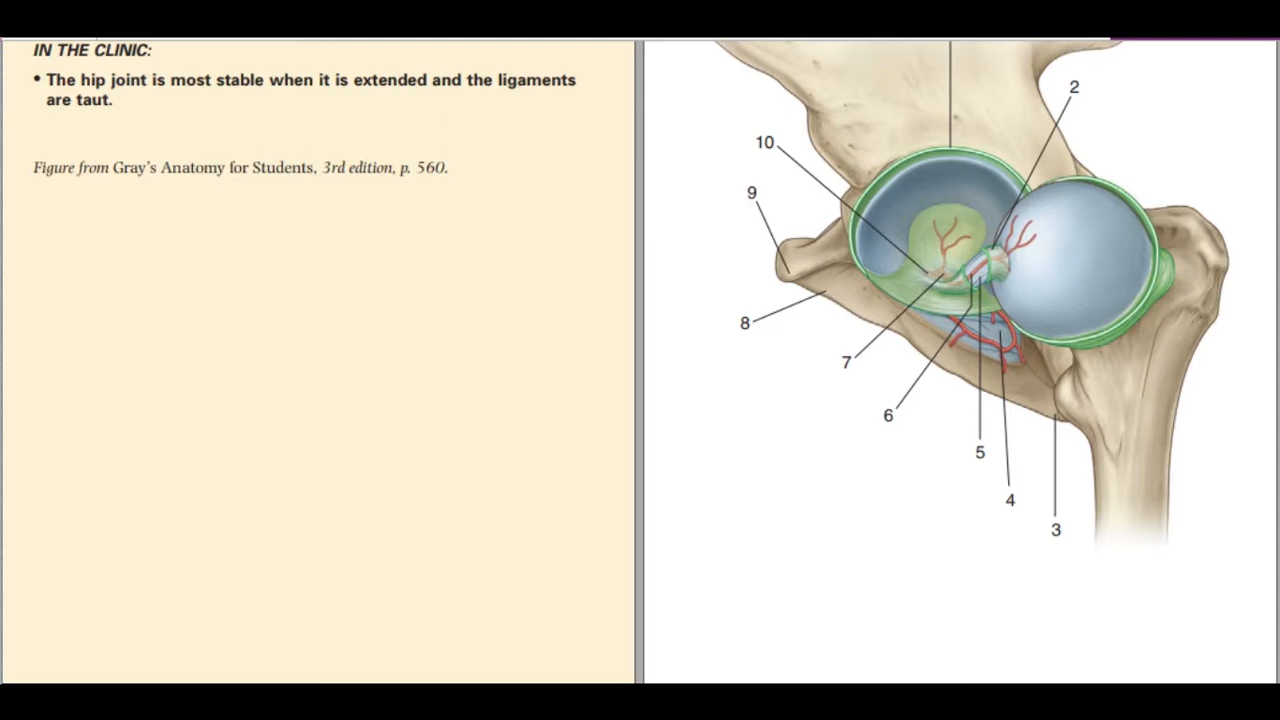 IN THE CLINIC:
• The hip joint is most stable when it is extended and the ligaments
are taut.
Figure from Gray's Anatomy for Students, 3rd edition, p. 560.
2
10
9
8
7
6
5
4
3